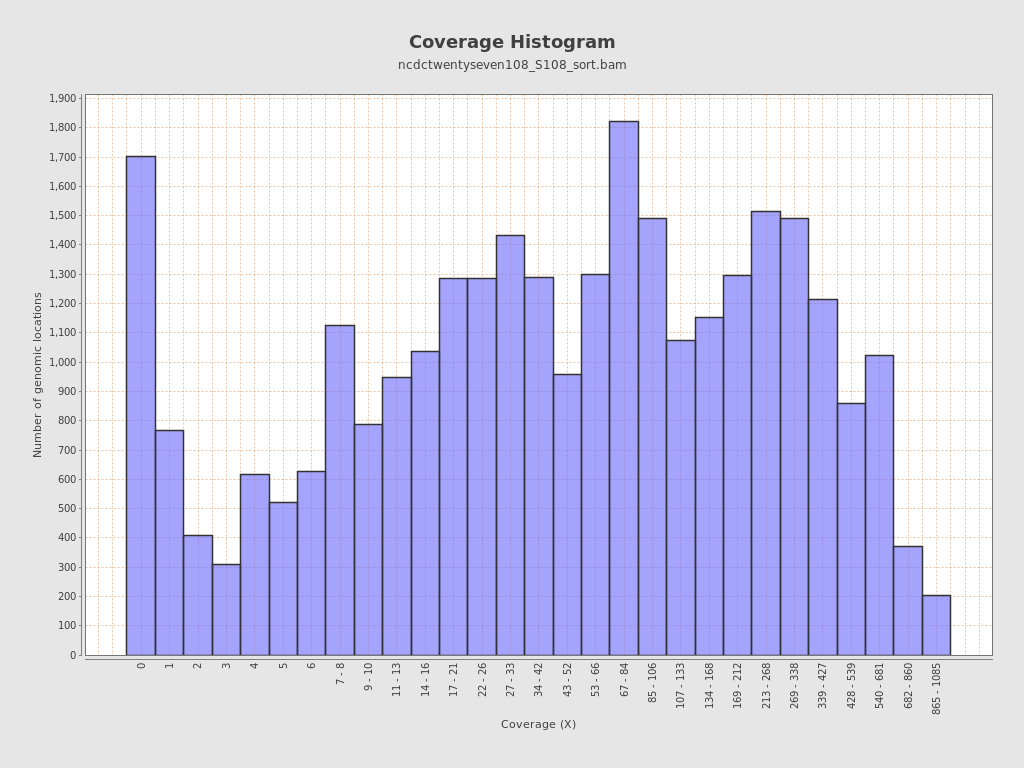 Coverage Histogram
ncdctwentyseven108_S108_sort.bam
Number of genomic locations
1,900
1,800
1,700
1,600
1,500
1,400
1,300
1,200
1,100
1,000
900
800
700
600
500
400
300
200
100
0
0
1
2
3
4
5
6
7 - 8
9 - 10
11 - 13
14 - 16
17 - 21
22 - 26
27 - 33
34 - 42
43 - 52
53 - 66
67 - 84
85 - 106
107 - 133
134 - 168
169 - 212
213 - 268
269 - 338
339 - 427
428 - 539
540 - 681
682 - 860
865 - 1085
Coverage (X)